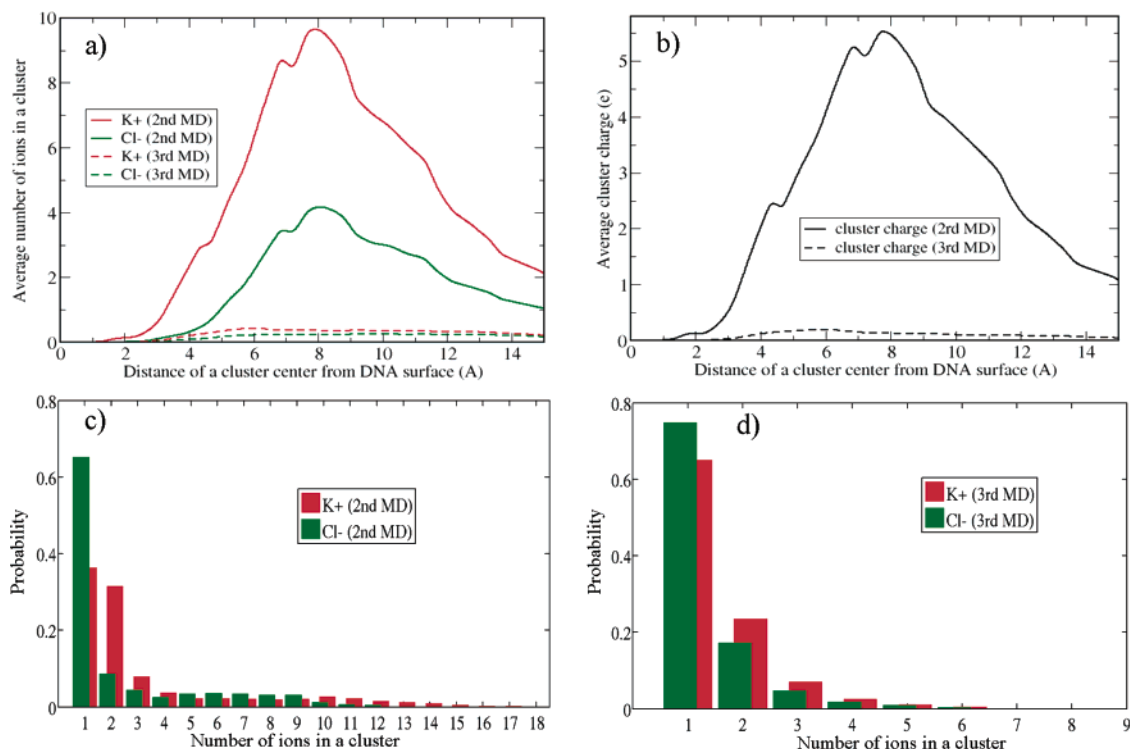 a)
Average number of ions in a cluster
10
8
6
4
2
0
K+ (2nd MD)
Cl- (2nd MD)
K+ (3rd MD)
Cl- (3rd MD)
0 2 4 6 8 10 12 14
Distance of a cluster center from DNA surface (A)
b)
Average cluster charge (e)
5
4
3
2
1
0
cluster charge (2rd MD)
cluster charge (3rd MD)
0 2 4 6 8 10 12 14
Distance of a cluster center from DNA surface (A)
c)
Probability
0.8
0.6
0.4
0.2
0
K+ (2nd MD)
Cl- (2nd MD)
1 2 3 4 5 6 7 8 9 10 11 12 13 14 15 16 17 18
Number of ions in a cluster
d)
Probability
0.8
0.6
0.4
0.2
0
K+ (3rd MD)
Cl- (3rd MD)
1 2 3 4 5 6 7 8 9
Number of ions in a cluster